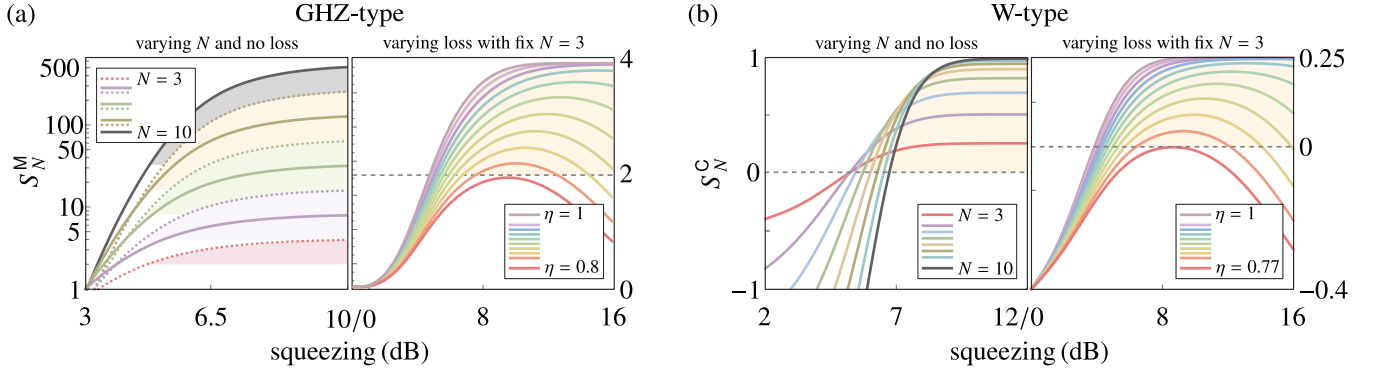 (a) GHZ-type
varying N and no loss
varying loss with fix N = 3
S_N^M
500
100
50
10
5
1
N = 3
N = 10
3 6.5 10/0 8 16
4
2
0
η = 1
η = 0.8
squeezing (dB)
(b) W-type
varying N and no loss
varying loss with fix N = 3
S_N^C
1
0
−1
N = 3
N = 10
2 7 12/0 8 16
0.25
0
−0.4
η = 1
η = 0.77
squeezing (dB)